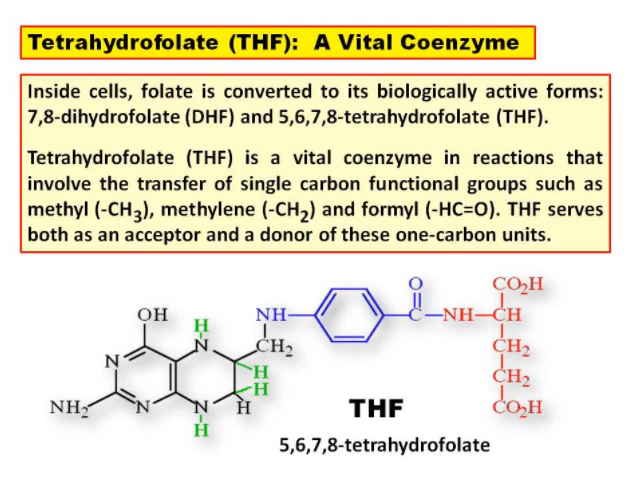 Tetrahydrofolate (THF):  A Vital Coenzyme
Inside cells, folate is converted to its biologically active forms:
7,8-dihydrofolate (DHF) and 5,6,7,8-tetrahydrofolate (THF).
Tetrahydrofolate (THF) is a vital coenzyme in reactions that
involve the transfer of single carbon functional groups such as
methyl (-CH3), methylene (-CH2) and formyl (-HC=O). THF serves
both as an acceptor and a donor of these one-carbon units.
O CO2H
OH H NH C NH CH
N CH2 CH2
N H CH2
H
NH2 N N H CO2H
H
THF
5,6,7,8-tetrahydrofolate